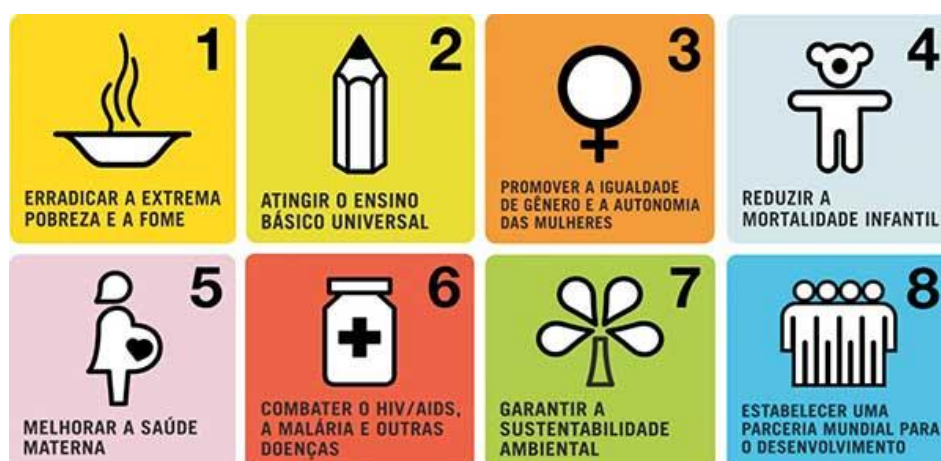 1
ERRADICAR A EXTREMA
POBREZA E A FOME
2
ATINGIR O ENSINO
BÁSICO UNIVERSAL
3
PROMOVER A IGUALDADE
DE GÊNERO E A AUTONOMIA
DAS MULHERES
4
REDUZIR A
MORTALIDADE INFANTIL
5
MELHORAR A SAÚDE
MATERNA
6
COMBATER O HIV/AIDS,
A MALÁRIA E OUTRAS
DOENÇAS
7
GARANTIR A
SUSTENTABILIDADE
AMBIENTAL
8
ESTABELECER UMA
PARCERIA MUNDIAL PARA
O DESENVOLVIMENTO